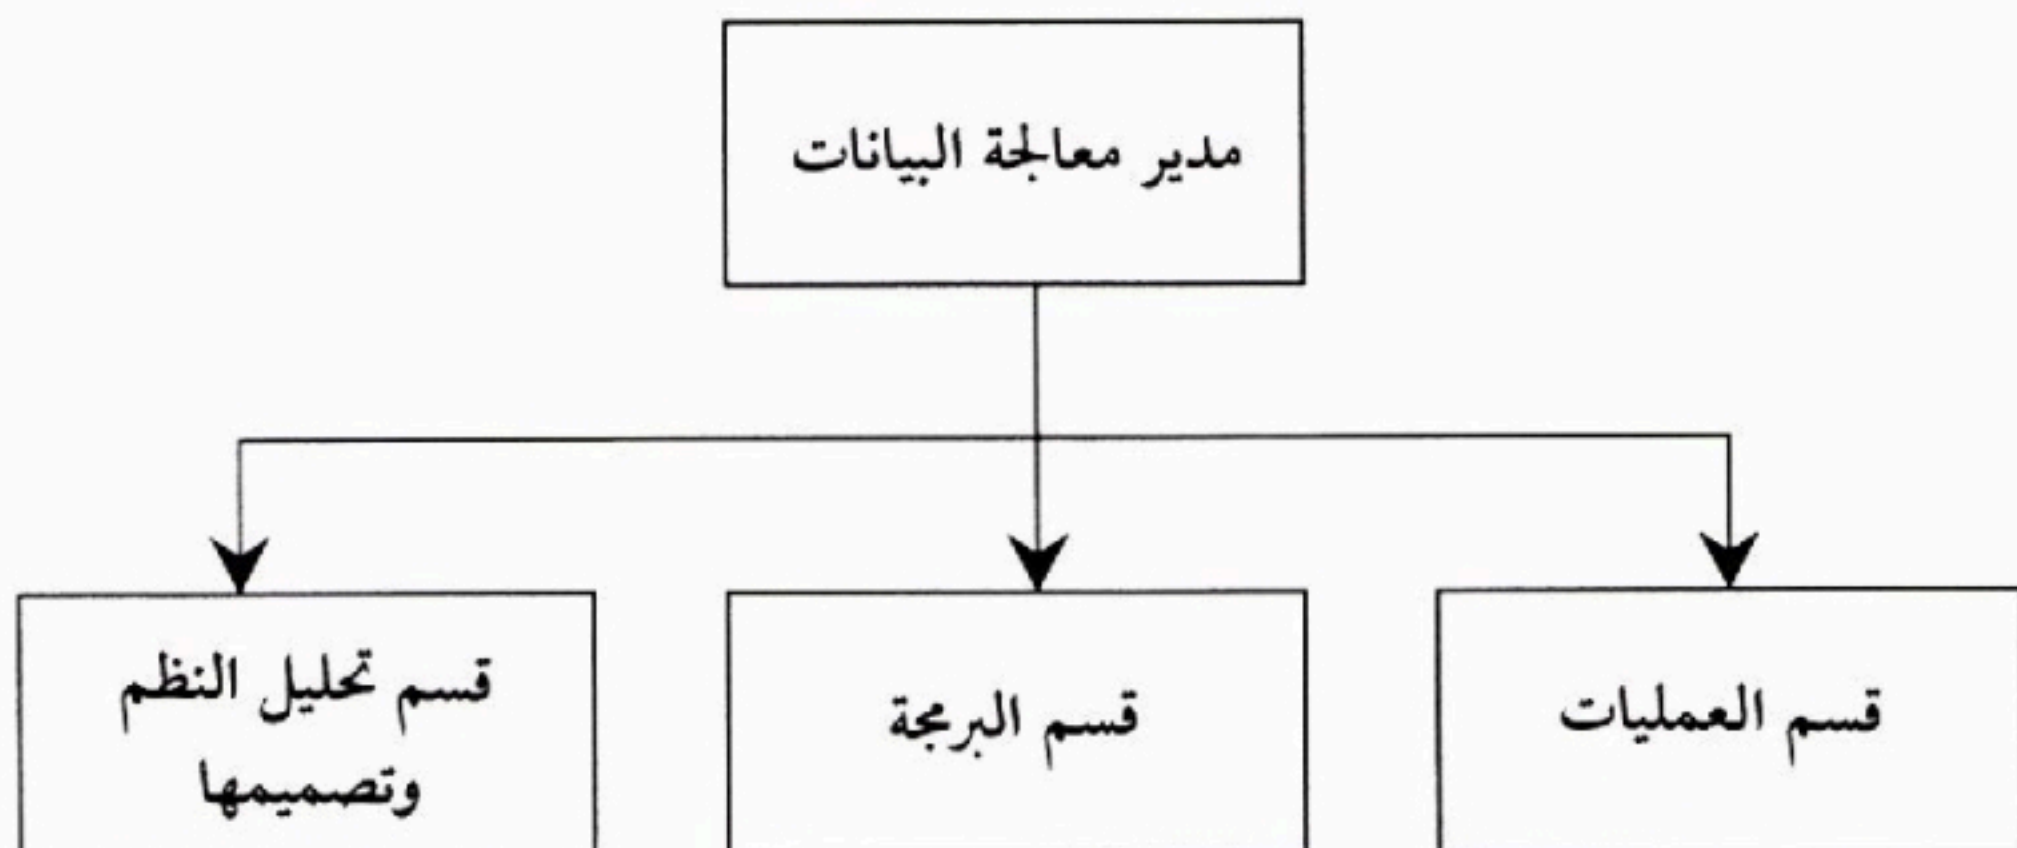 مدير معالجة البيانات
قسم العمليات
قسم البرمجة
قسم تحليل النظم
وتصميمها